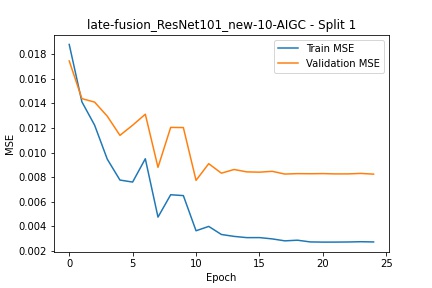 late-fusion_ResNet101_new-10-AIGC - Split 1
Train MSE
Validation MSE
MSE
0.018
0.016
0.014
0.012
0.010
0.008
0.006
0.004
0.002
0 5 10 15 20 25
Epoch